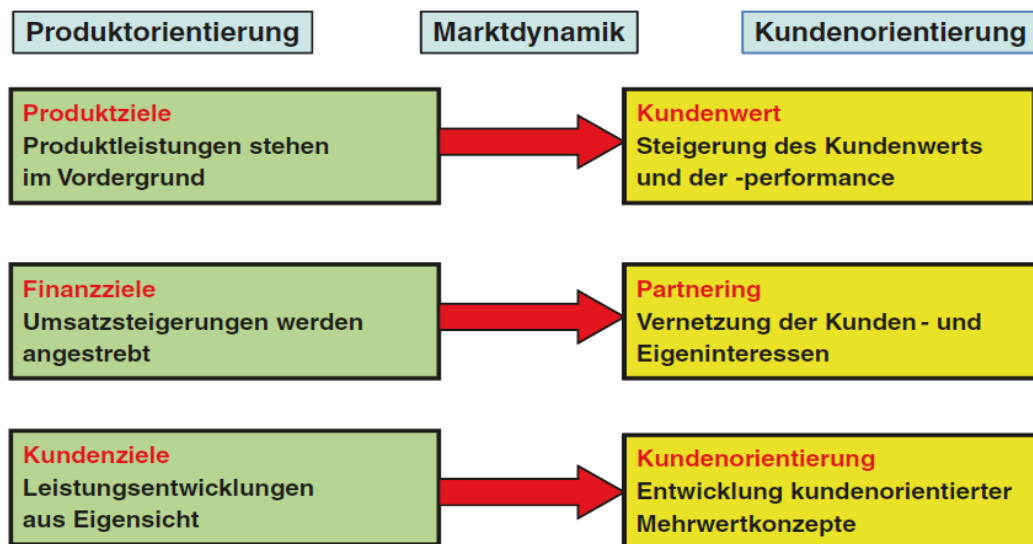 Produktorientierung
Marktdynamik
Kundenorientierung
Produktziele
Produktleistungen stehen
im Vordergrund
Kundenwert
Steigerung des Kundenwerts
und der -performance
Finanzziele
Umsatzsteigerungen werden
angestrebt
Partnering
Vernetzung der Kunden - und
Eigeninteressen
Kundenziele
Leistungsentwicklungen
aus Eigensicht
Kundenorientierung
Entwicklung kundenorientierter
Mehrwertkonzepte